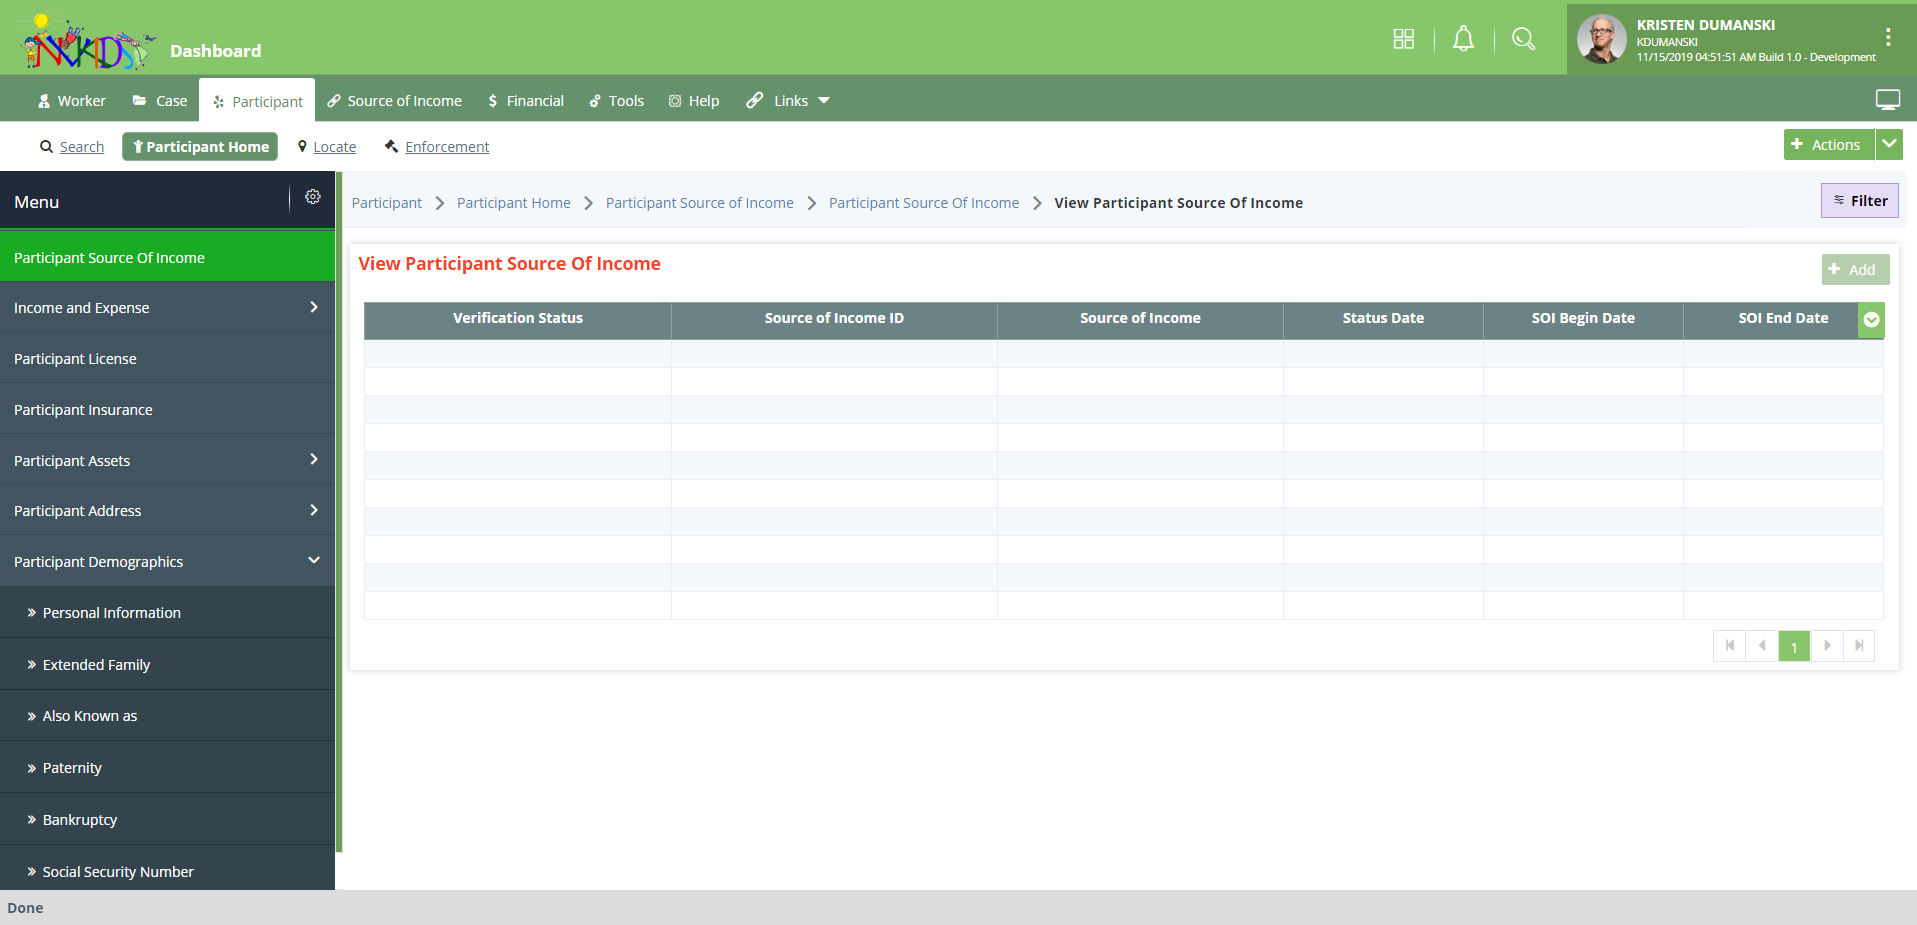 NVKIDS
Dashboard
KRISTEN DUMANSKI
KDUMANSKI
11/15/2019 04:51:51 AM Build 1.0 - Development
Worker
Case
Participant
Source of Income
Financial
Tools
Help
Links
Search
Participant Home
Locate
Enforcement
Actions
Menu
Participant
Participant Home
Participant Source of Income
Participant Source Of Income
View Participant Source Of Income
Filter
Participant Source Of Income
Income and Expense
Participant License
Participant Insurance
Participant Assets
Participant Address
Participant Demographics
Personal Information
Extended Family
Also Known as
Paternity
Bankruptcy
Social Security Number
View Participant Source Of Income
Add
Verification Status
Source of Income ID
Source of Income
Status Date
SOI Begin Date
SOI End Date
1
Done